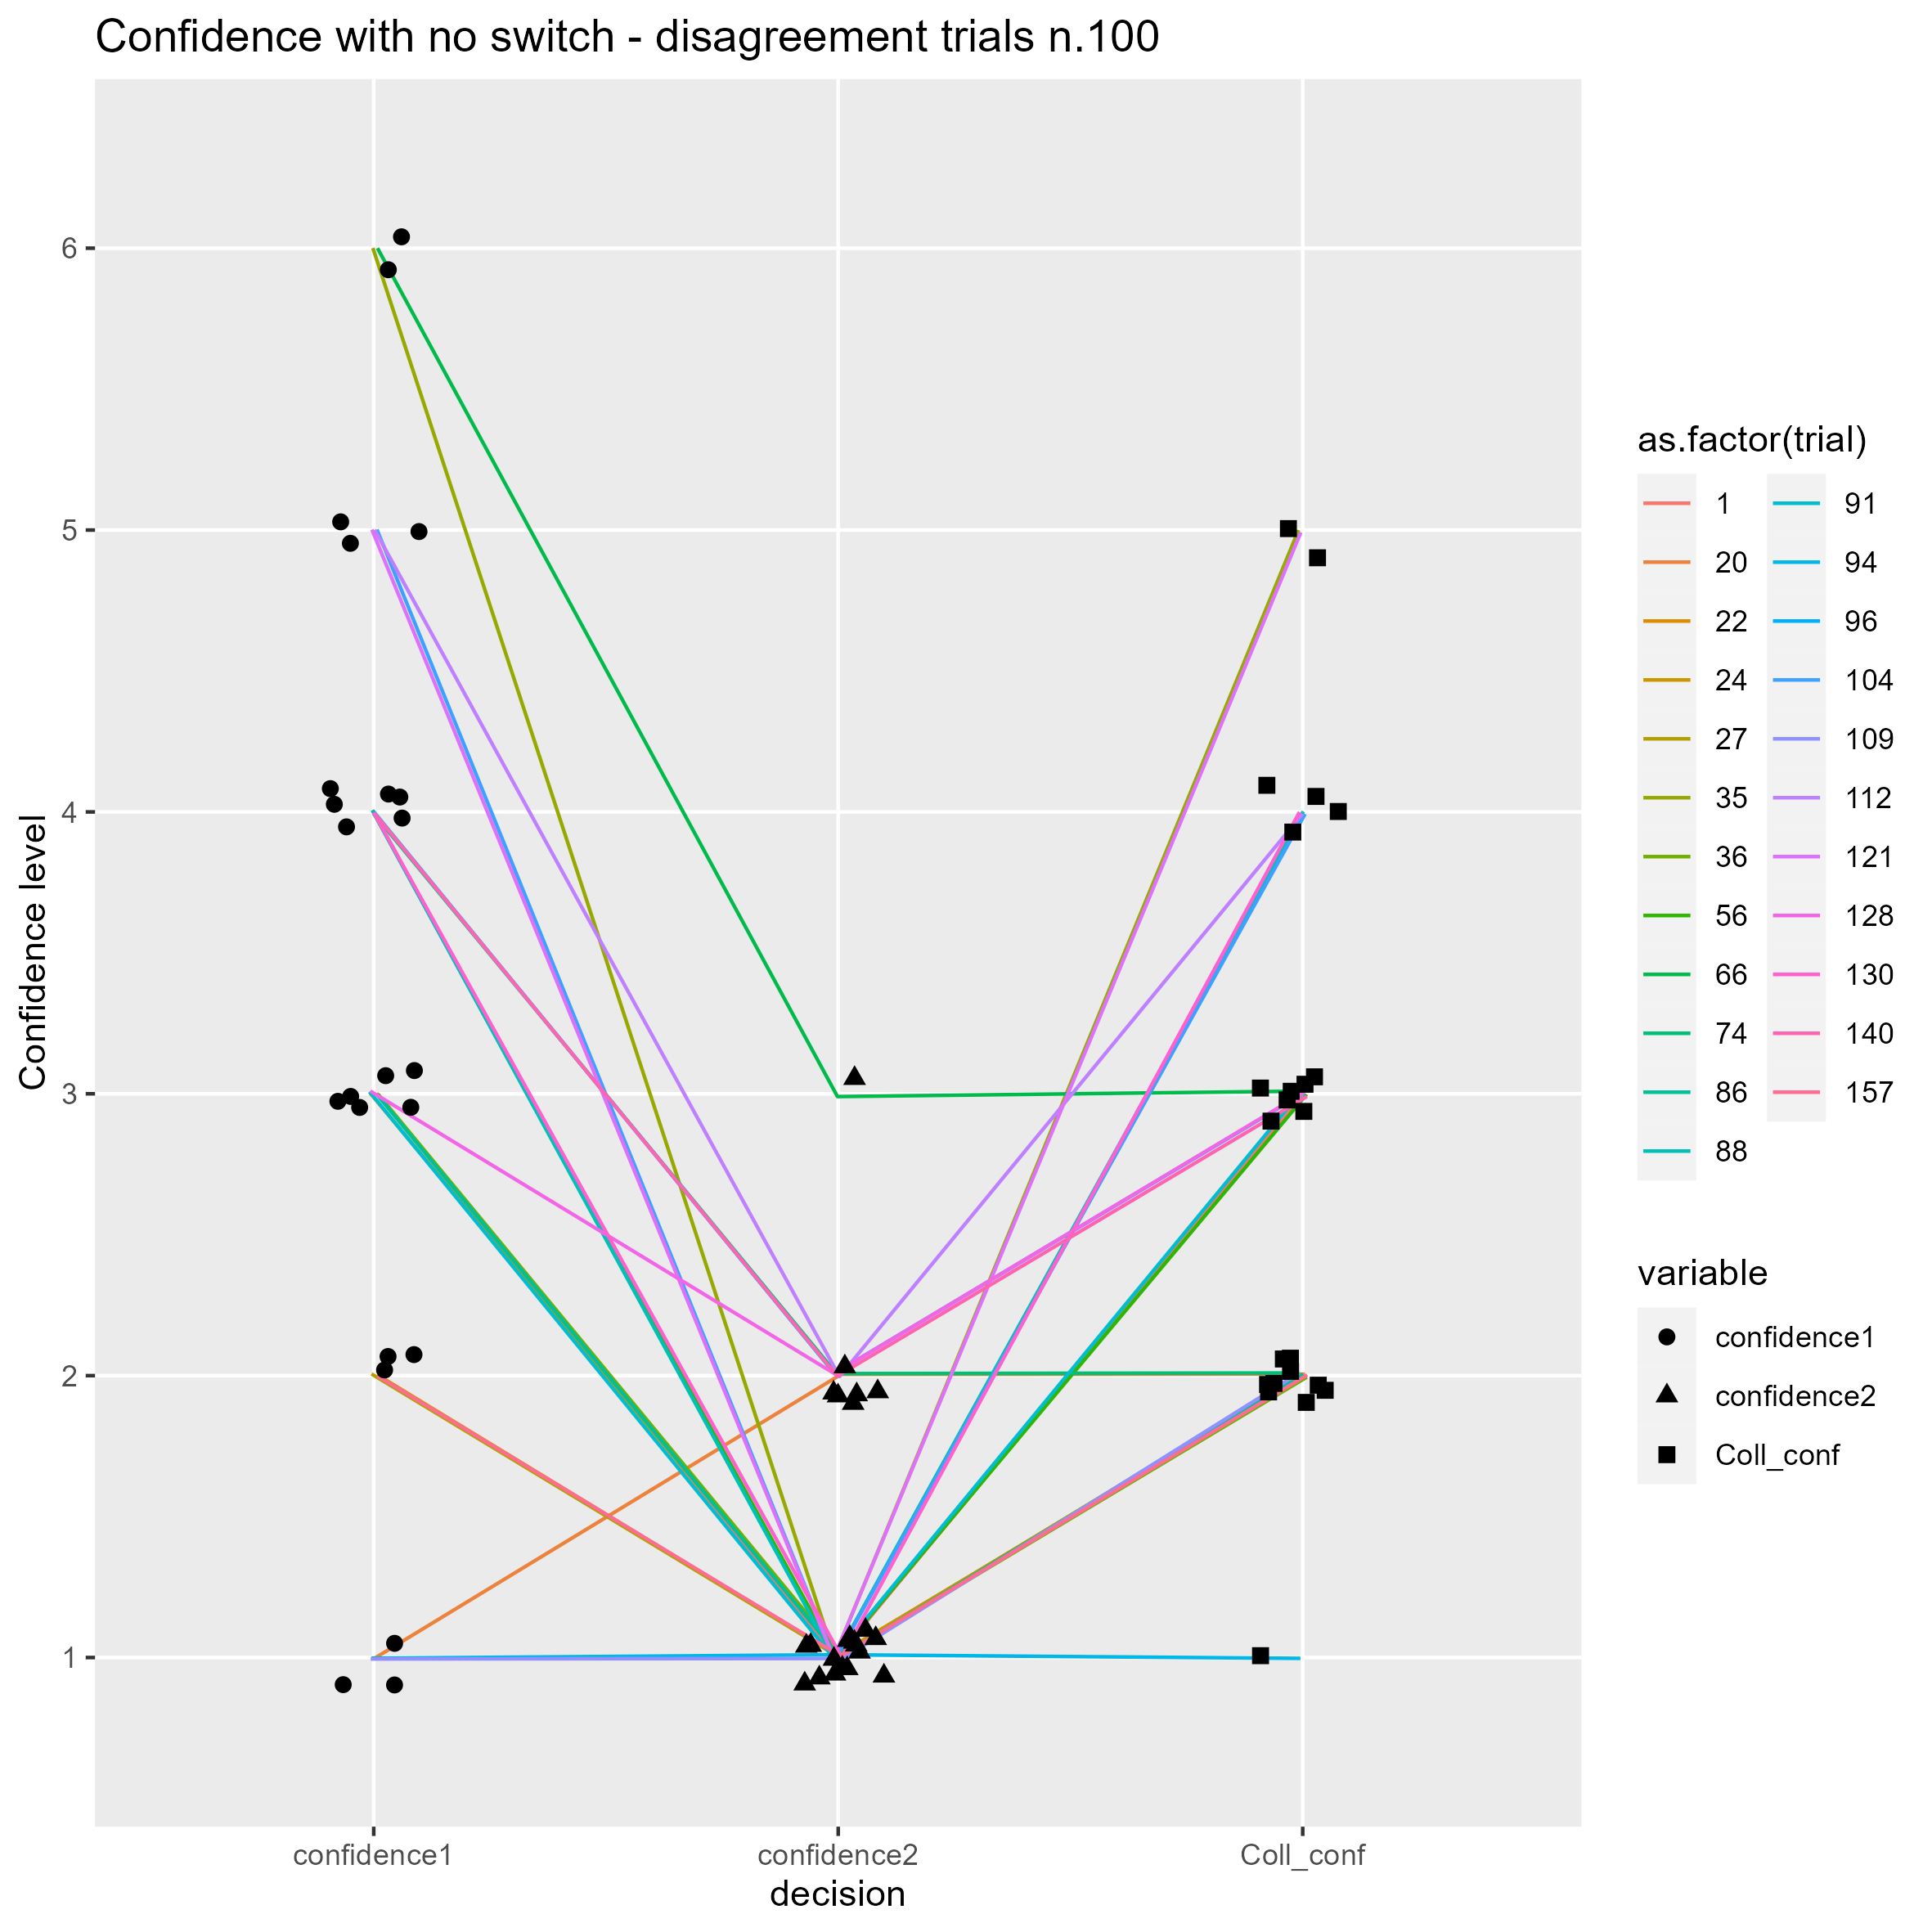 Confidence with no switch - disagreement trials n.100
Confidence level
6
5
4
3
2
1
confidence1
confidence2
Coll_conf
decision
as.factor(trial)
1
20
22
24
27
35
36
56
66
74
86
88
91
94
96
104
109
112
121
128
130
140
157
variable
confidence1
confidence2
Coll_conf